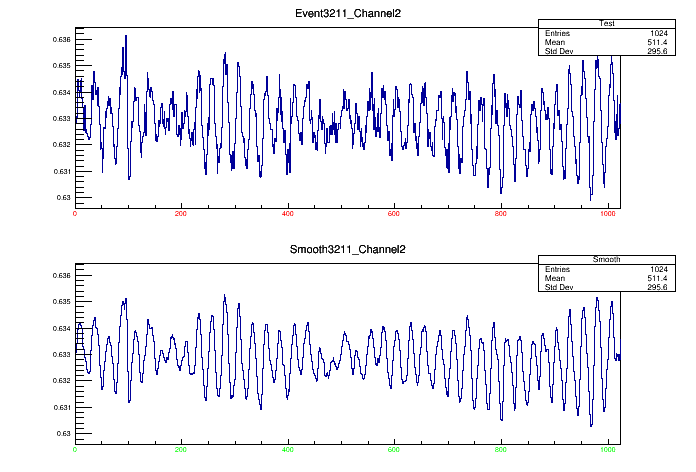 Event3211_Channel2
Test
Entries 1024
Mean 511.4
Std Dev 295.6
0.636
0.635
0.634
0.633
0.632
0.631
0.63
0 200 400 600 800 1000
Smooth3211_Channel2
Smooth
Entries 1024
Mean 511.4
Std Dev 295.6
0.636
0.635
0.634
0.633
0.632
0.631
0.63
0 200 400 600 800 1000